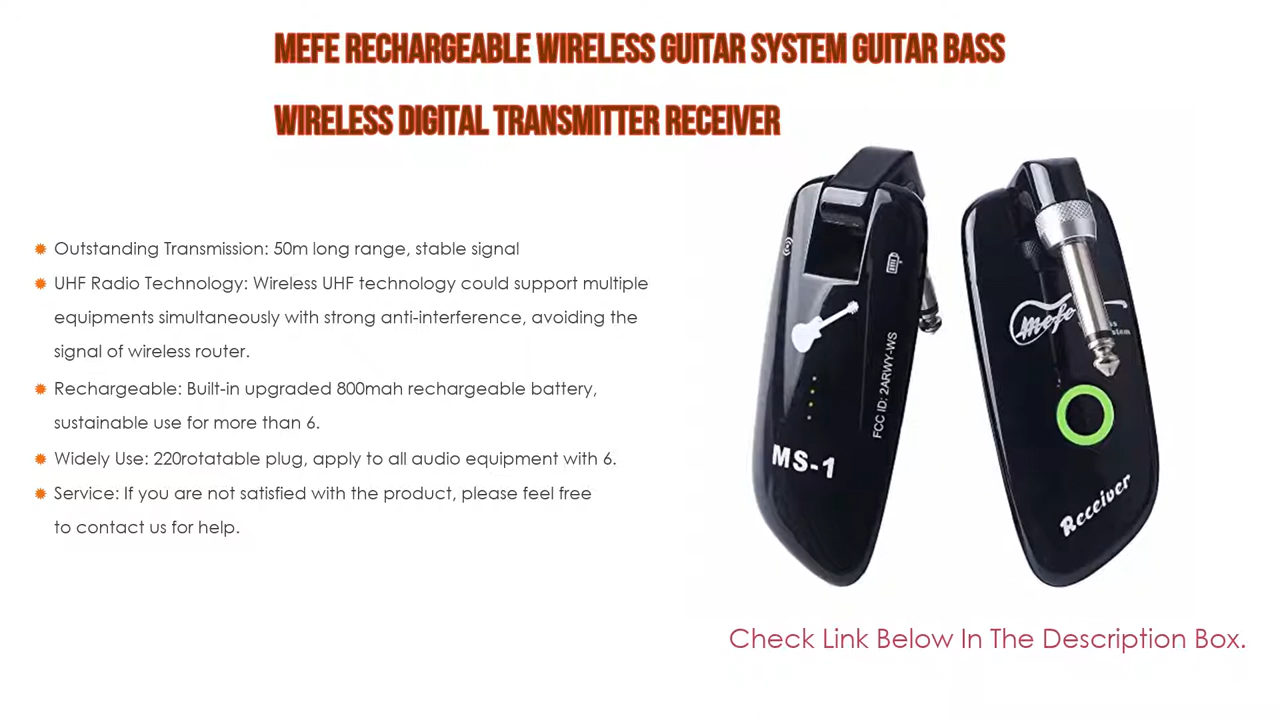 MEFE RECHARGEABLE WIRELESS GUITAR SYSTEM GUITAR BASS
WIRELESS DIGITAL TRANSMITTER RECEIVER
Outstanding Transmission: 50m long range, stable signal
UHF Radio Technology: Wireless UHF technology could support multiple
equipments simultaneously with strong anti-interference, avoiding the
signal of wireless router.
Rechargeable: Built-in upgraded 800mah rechargeable battery,
sustainable use for more than 6.
Widely Use: 220rotatable plug, apply to all audio equipment with 6.
Service: If you are not satisfied with the product, please feel free
to contact us for help.
FCC ID: 2ARWY-WS
MS-1
Mefe
Receiver
Check Link Below In The Description Box.